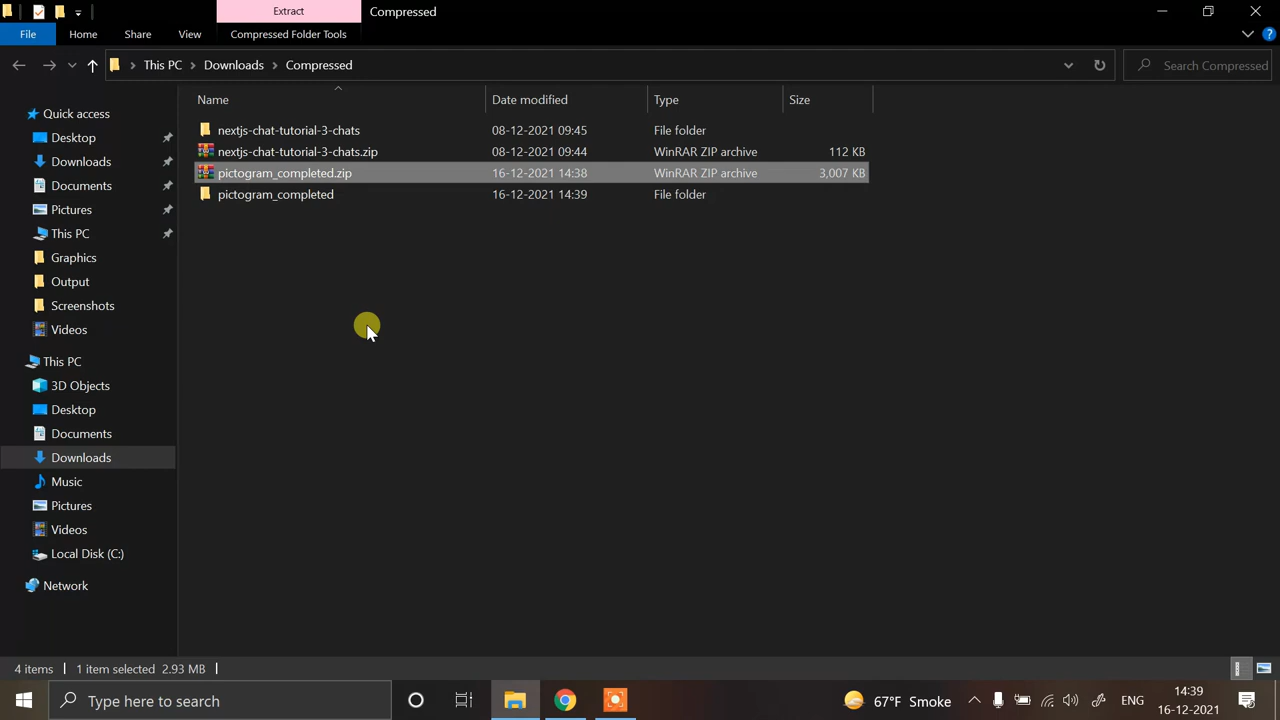 Extract
Compressed
File
Home
Share
View
Compressed Folder Tools
This PC
Downloads
Compressed
Search Compressed
Name
Date modified
Type
Size
nextjs-chat-tutorial-3-chats
08-12-2021 09:45
File folder
nextjs-chat-tutorial-3-chats.zip
08-12-2021 09:44
WinRAR ZIP archive
112 KB
pictogram_completed.zip
16-12-2021 14:38
WinRAR ZIP archive
3,007 KB
pictogram_completed
16-12-2021 14:39
File folder
Quick access
Desktop
Downloads
Documents
Pictures
This PC
Graphics
Output
Screenshots
Videos
This PC
3D Objects
Desktop
Documents
Downloads
Music
Pictures
Videos
Local Disk (C:)
Network
4 items
1 item selected 2.93 MB
Type here to search
67°F Smoke
ENG
14:39
16-12-2021